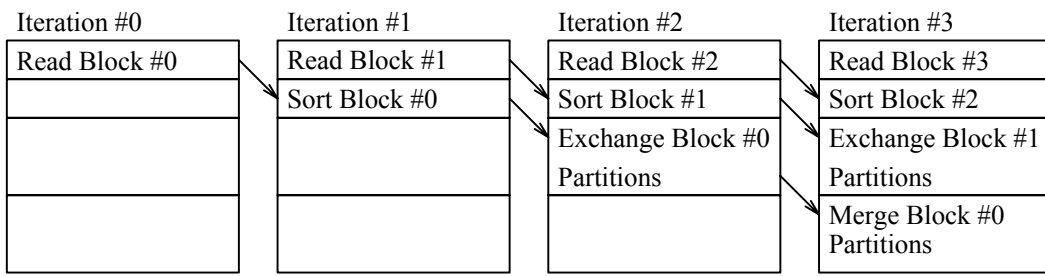 Iteration #0
Read Block #0
Iteration #1
Read Block #1
Sort Block #0
Iteration #2
Read Block #2
Sort Block #1
Exchange Block #0
Partitions
Iteration #3
Read Block #3
Sort Block #2
Exchange Block #1
Partitions
Merge Block #0
Partitions